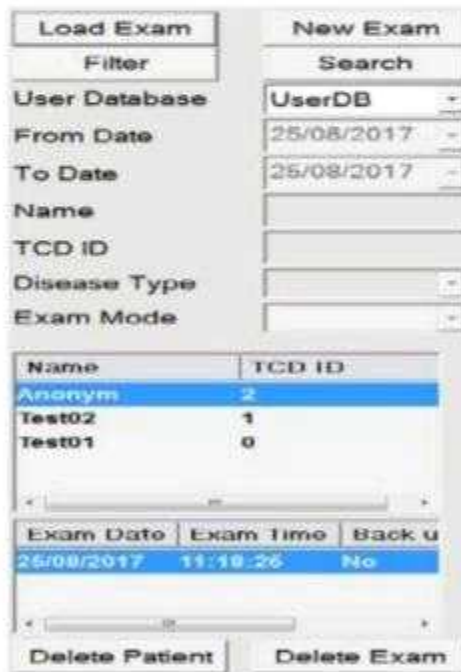 Load Exam New Exam
Filter Search
User Database UserDB
From Date 25/08/2017
To Date 25/08/2017
Name
TCD ID
Disease Type
Exam Mode
Name TCD ID
Anonym 2
Test02 1
Test01 0
Exam Date Exam Time Back u
25/08/2017 11:18:26 No
Delete Patient Delete Exam